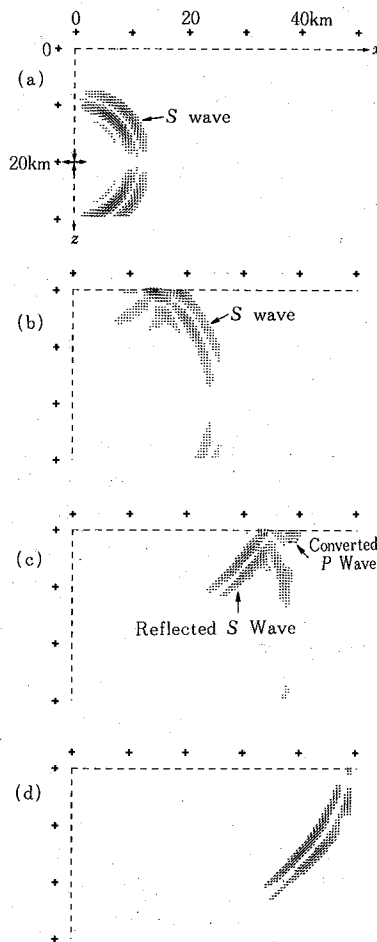 0 20 40km
0 x
(a)
S wave
20km
z
(b)
S wave
(c)
Converted
P Wave
Reflected S Wave
(d)